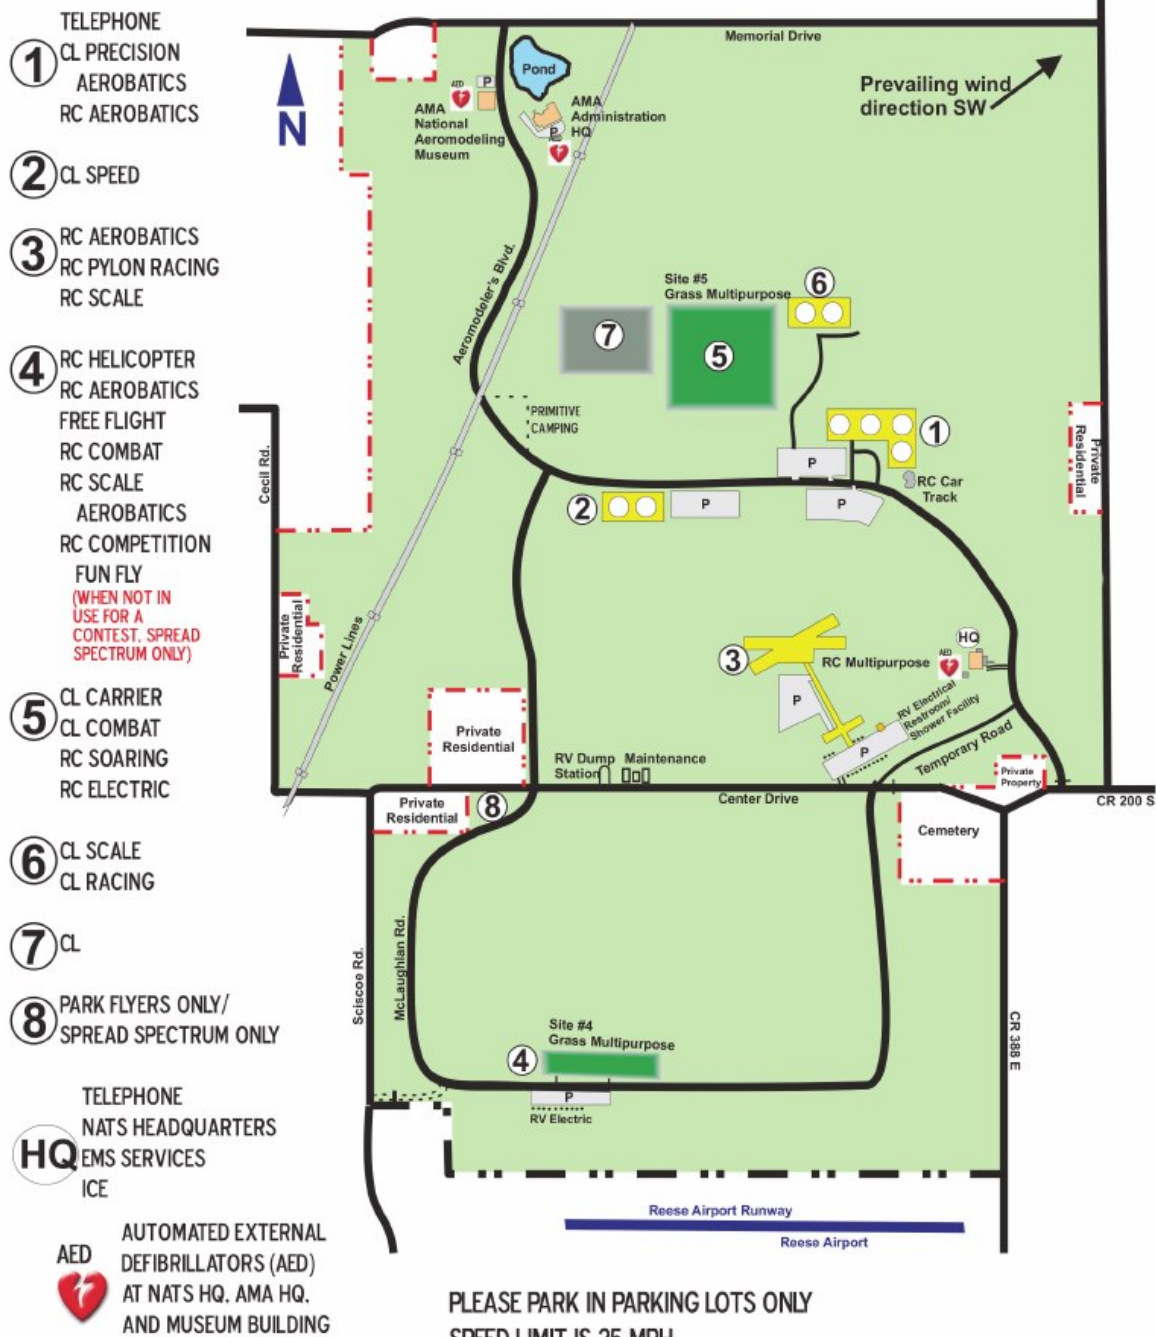 TELEPHONE
1 CL PRECISION
AEROBATICS
RC AEROBATICS
2 CL SPEED
3 RC AEROBATICS
RC PYLON RACING
RC SCALE
4 RC HELICOPTER
RC AEROBATICS
FREE FLIGHT
RC COMBAT
RC SCALE
AEROBATICS
RC COMPETITION
FUN FLY
(WHEN NOT IN
USE FOR A
CONTEST. SPREAD
SPECTRUM ONLY)
5 CL CARRIER
CL COMBAT
RC SOARING
RC ELECTRIC
6 CL SCALE
CL RACING
7 CL
8 PARK FLYERS ONLY/
SPREAD SPECTRUM ONLY
TELEPHONE
HQ NATS HEADQUARTERS
EMS SERVICES
ICE
AED AUTOMATED EXTERNAL
DEFIBRILLATORS (AED)
AT NATS HQ, AMA HQ,
AND MUSEUM BUILDING
N
Memorial Drive
Prevailing wind
direction SW
Pond
AED
P
AMA
National
Aeromodeling
Museum
AMA
Administration
HQ
P
Aeromodeler's Blvd.
Site #5
Grass Multipurpose
6
7
5
PRIMITIVE
CAMPING
1
P
RC Car
Track
Private
Residential
2
P
P
Cecil Rd.
Private
Residential
Power Lines
3
RC Multipurpose
HQ
AED
P
RV Electrical
Restroom/
Shower Facility
P
Temporary Road
Private
Residential
RV Dump
Station
Maintenance
Private
Property
Center Drive
CR 200 S
Private
Residential
8
Cemetery
Sciscoe Rd.
McLaughlan Rd.
CR 388 E
Site #4
Grass Multipurpose
4
P
RV Electric
Reese Airport Runway
Reese Airport
PLEASE PARK IN PARKING LOTS ONLY
SPEED LIMIT IS 25 MPH